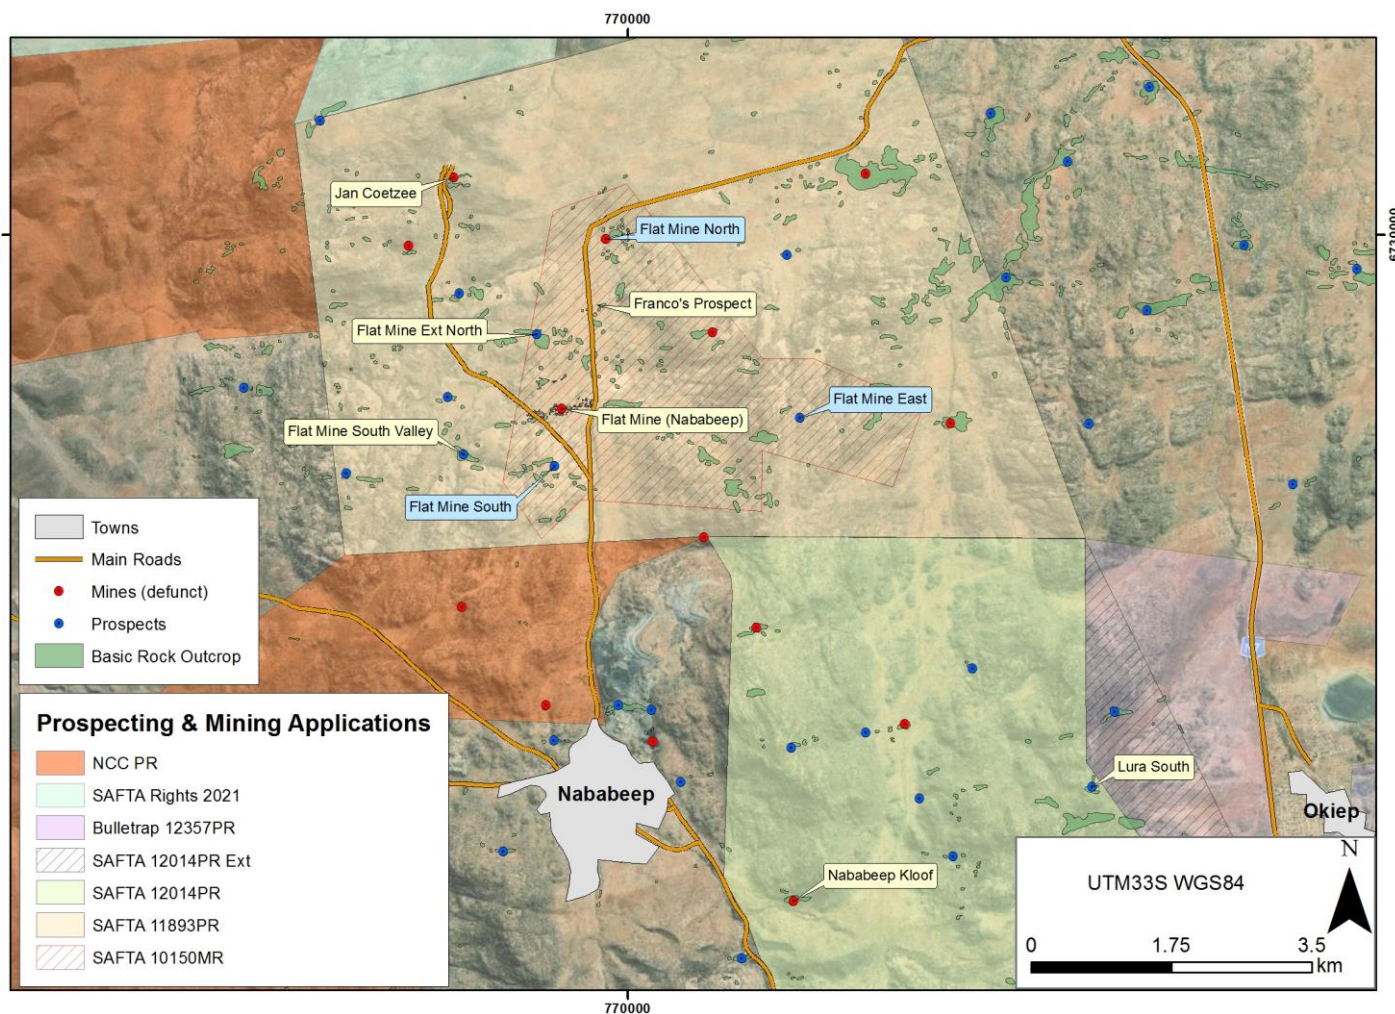 770000
Jan Coetzee
Flat Mine North
6730000
Franco's Prospect
Flat Mine Ext North
Flat Mine East
Flat Mine (Nababeep)
Flat Mine South Valley
Flat Mine South
Towns
Main Roads
Mines (defunct)
Prospects
Basic Rock Outcrop
Prospecting & Mining Applications
NCC PR
SAFTA Rights 2021
Bulletrap 12357PR
SAFTA 12014PR Ext
SAFTA 12014PR
SAFTA 11893PR
SAFTA 10150MR
Lura South
Nababeep
Okiep
Nababeep Kloof
N
UTM33S WGS84
0 1.75 3.5
km
770000